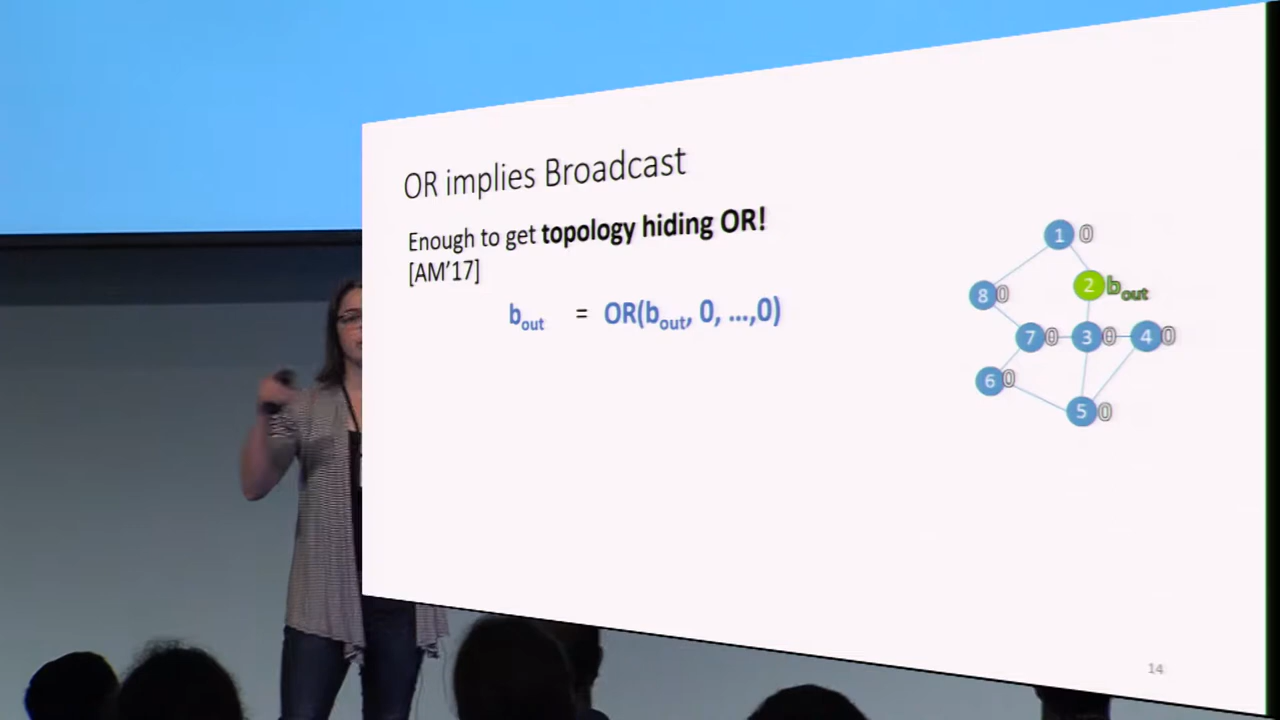 OR implies Broadcast
Enough to get topology hiding OR!
[AM'17]
b_out = OR(b_out, 0, ...,0)
1 0
2 b_out
8 0
7 0 3 0 4 0
6 0
5 0
14